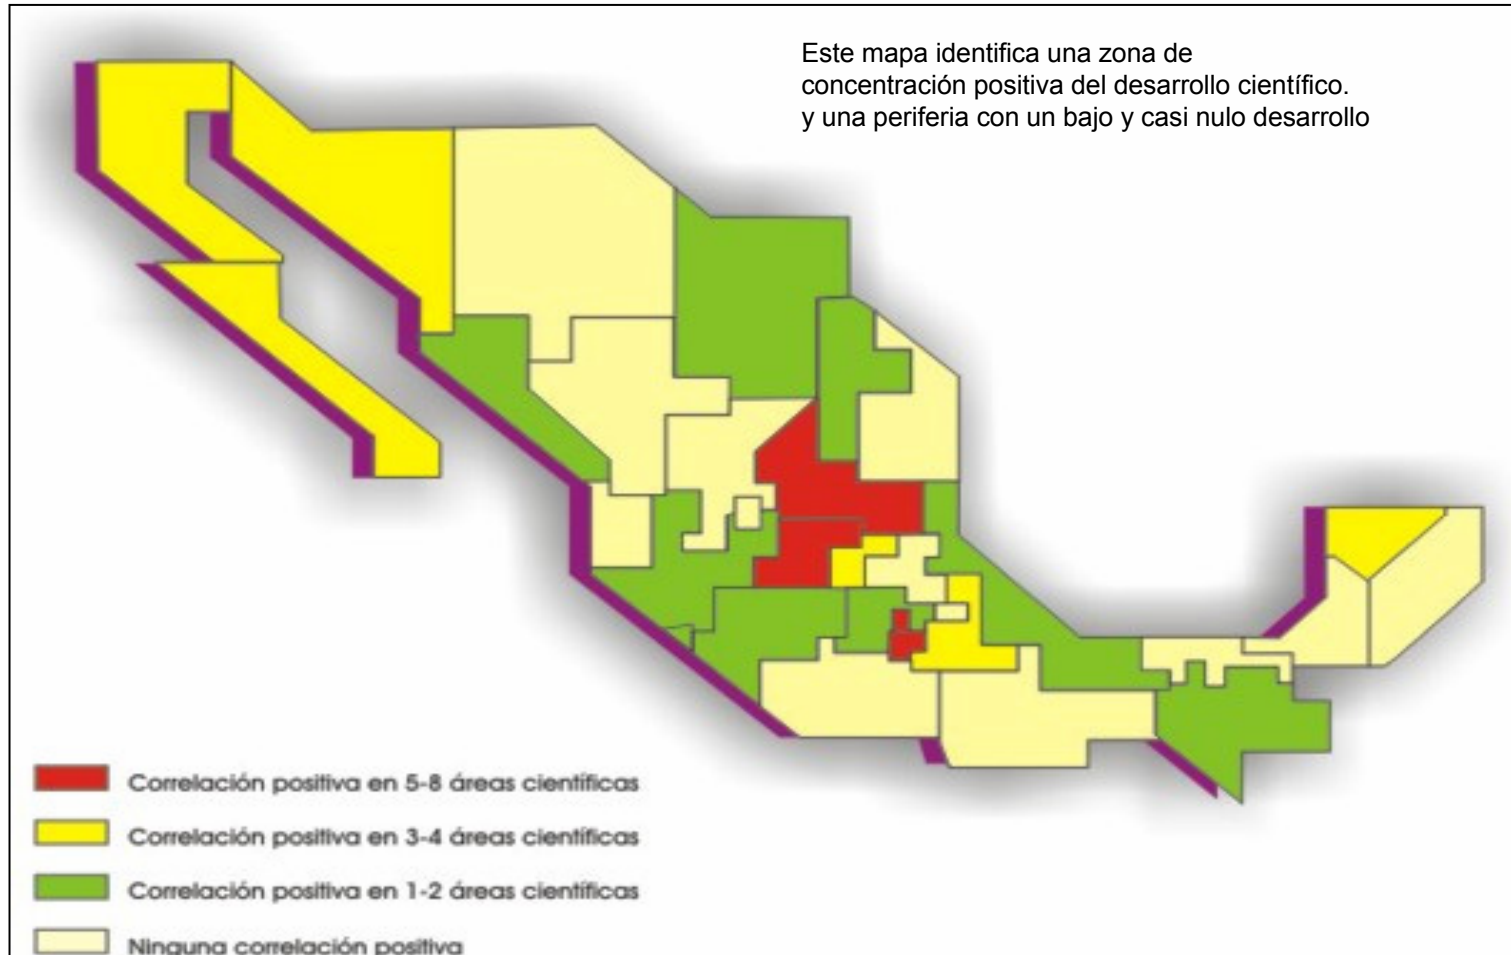 Este mapa identifica una zona de
concentración positiva del desarrollo científico.
y una periferia con un bajo y casi nulo desarrollo
Correlación positiva en 5-8 áreas científicas
Correlación positiva en 3-4 áreas científicas
Correlación positiva en 1-2 áreas científicas
Ninguna correlación positiva